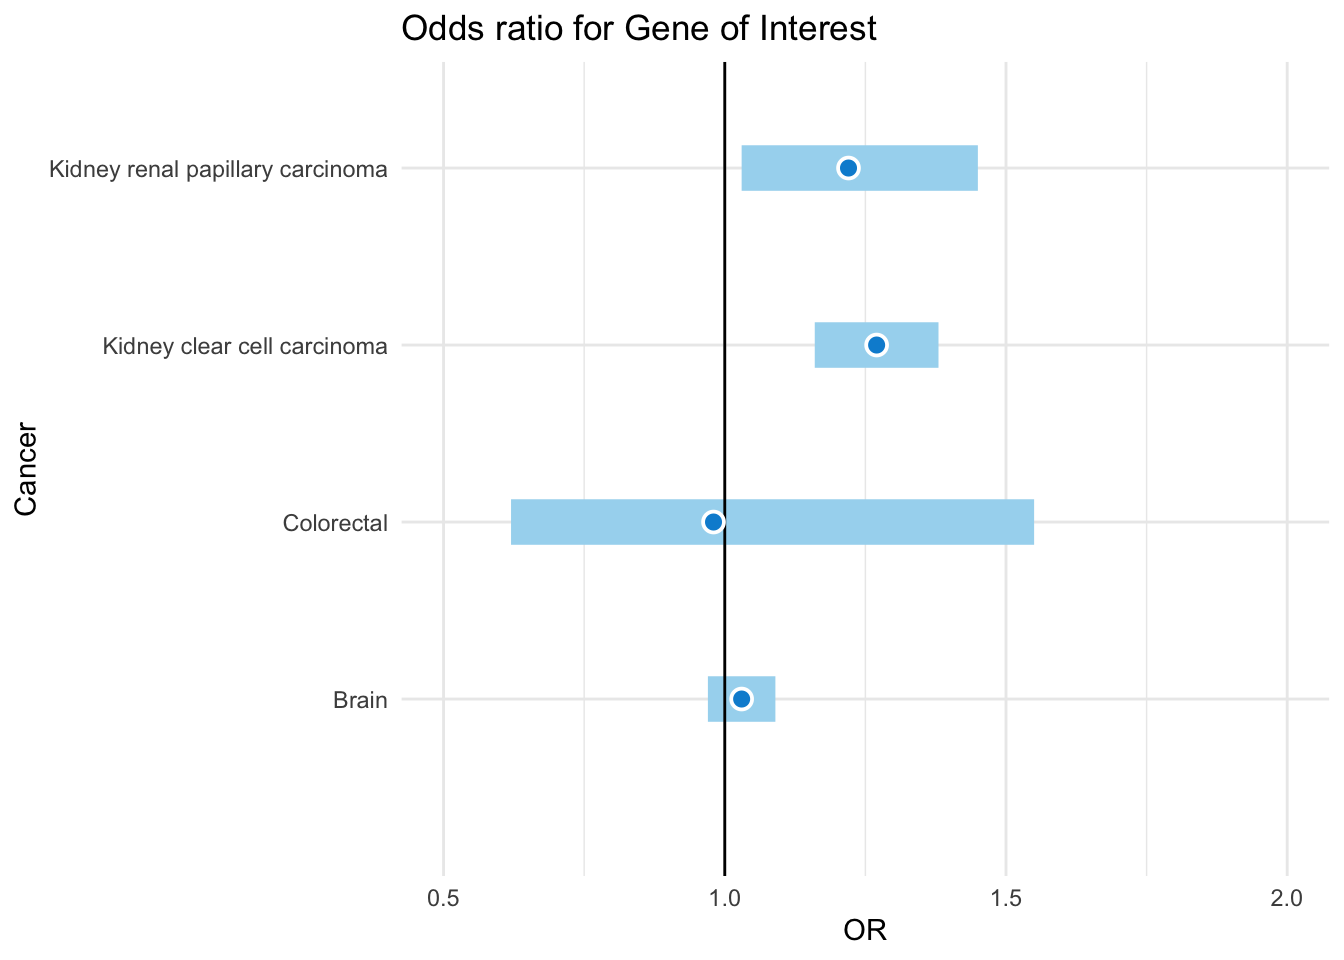 Odds ratio for Gene of Interest
Kidney renal papillary carcinoma
Kidney clear cell carcinoma
Cancer
Colorectal
Brain
0.5 1.0 1.5 2.0
OR